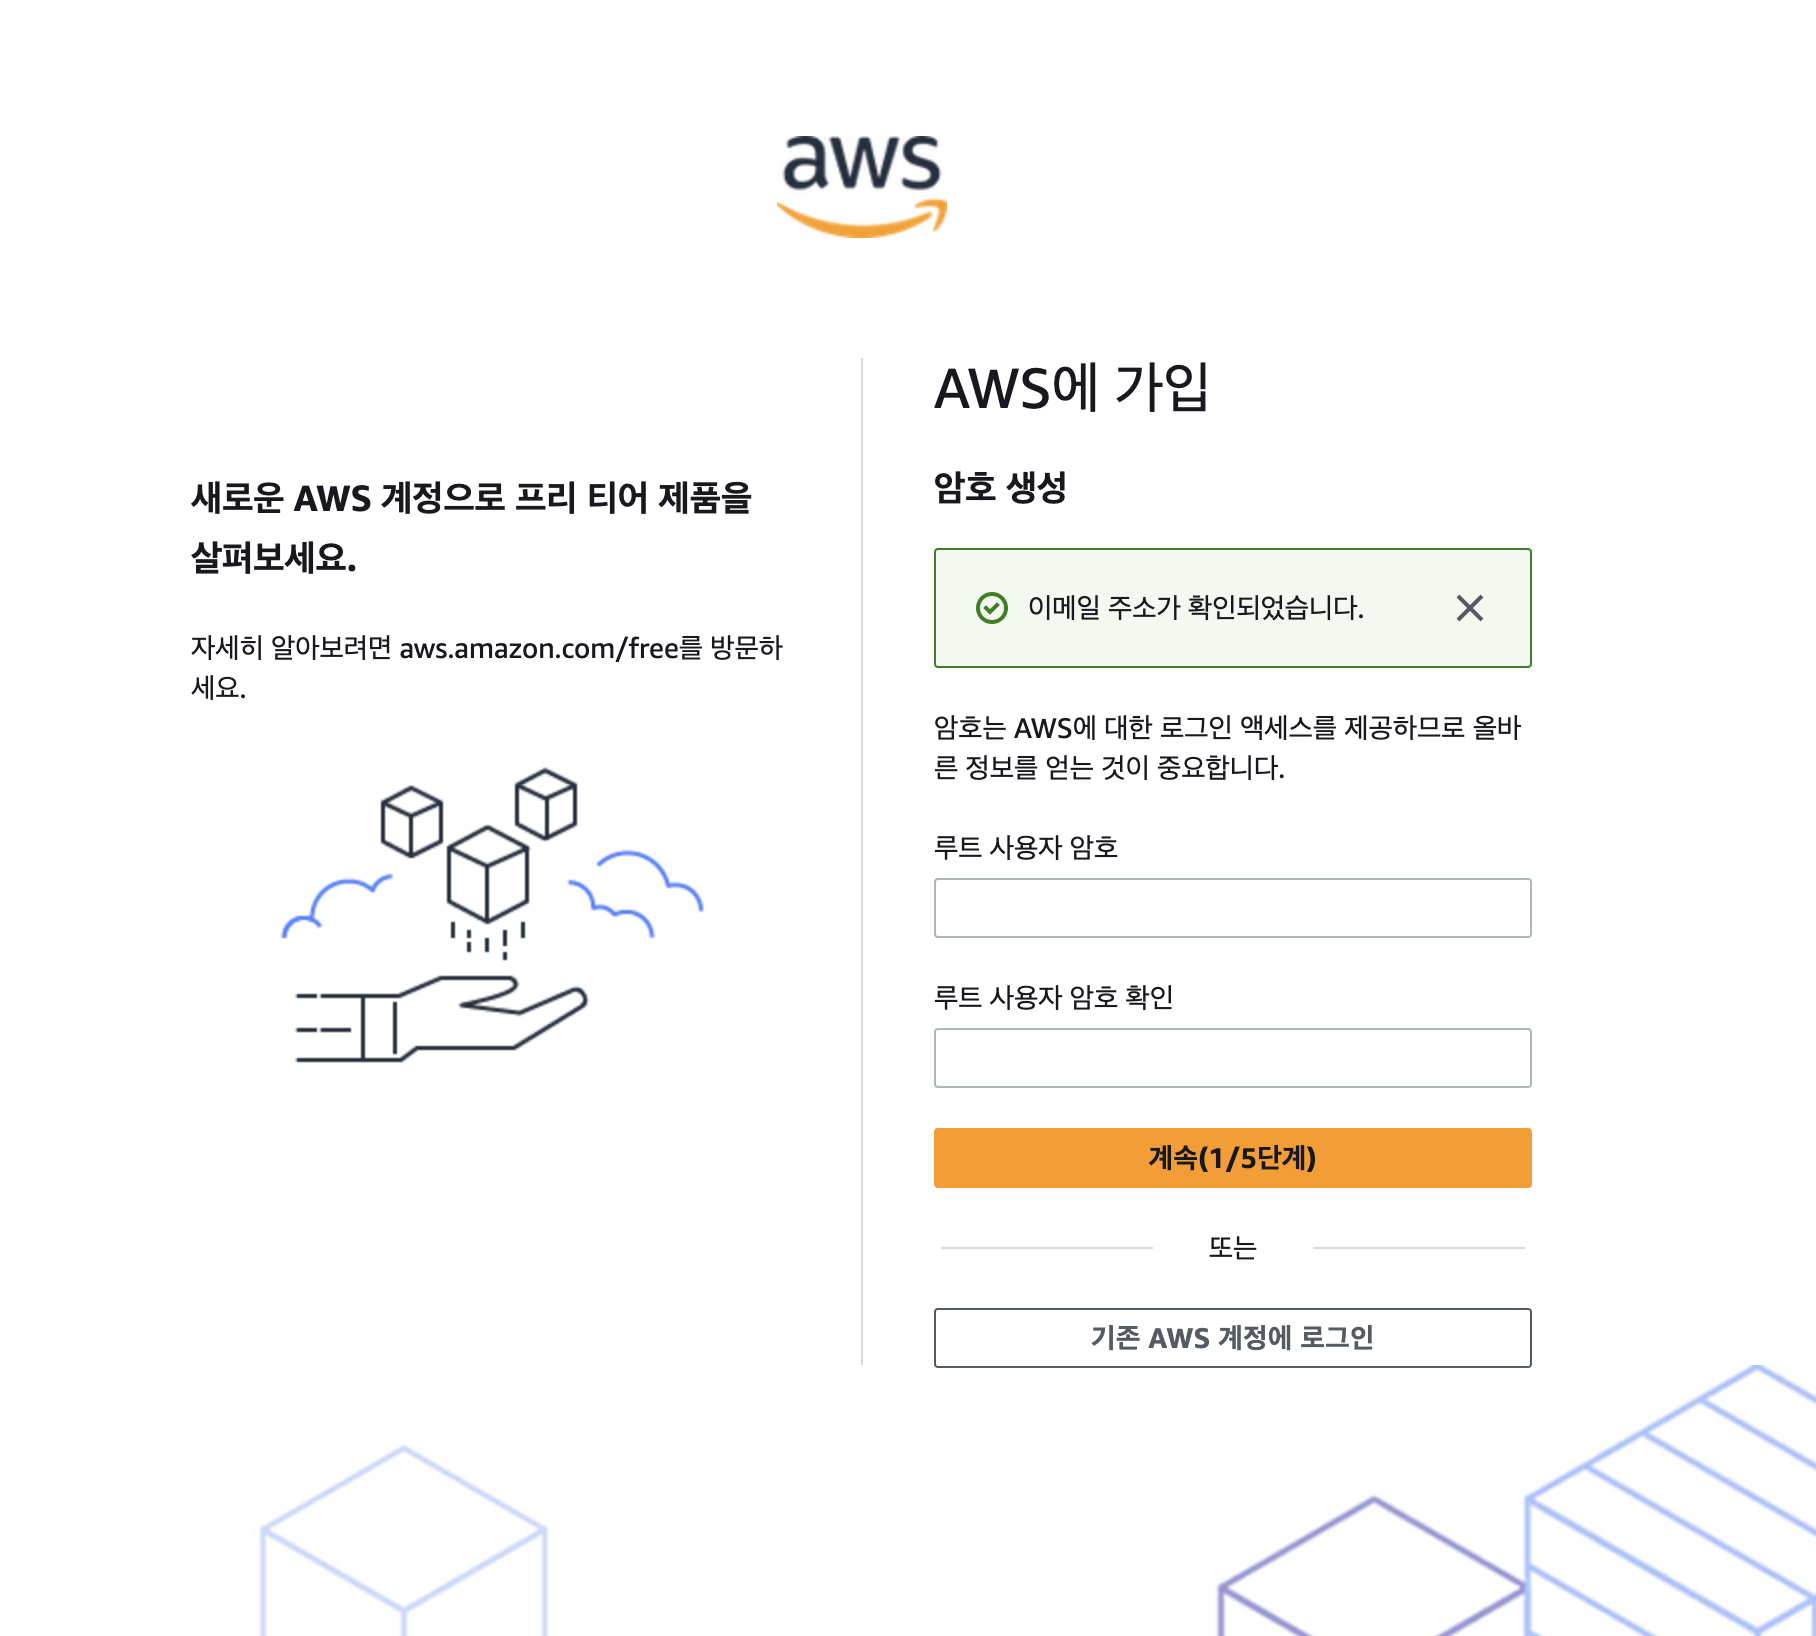 aws
새로운 AWS 계정으로 프리 티어 제품을
살펴보세요.
자세히 알아보려면 aws.amazon.com/free를 방문하
세요.
AWS에 가입
암호 생성
이메일 주소가 확인되었습니다.
암호는 AWS에 대한 로그인 액세스를 제공하므로 올바
른 정보를 얻는 것이 중요합니다.
루트 사용자 암호
루트 사용자 암호 확인
계속(1/5단계)
또는
기존 AWS 계정에 로그인